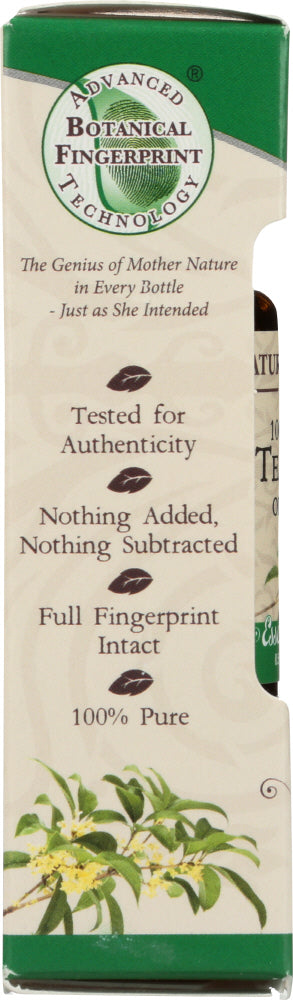 ADVANCED ®
BOTANICAL
FINGERPRINT
TECHNOLOGY
The Genius of Mother Nature
in Every Bottle
- Just as She Intended
Tested for
Authenticity
Nothing Added,
Nothing Subtracted
Full Fingerprint
Intact
100% Pure